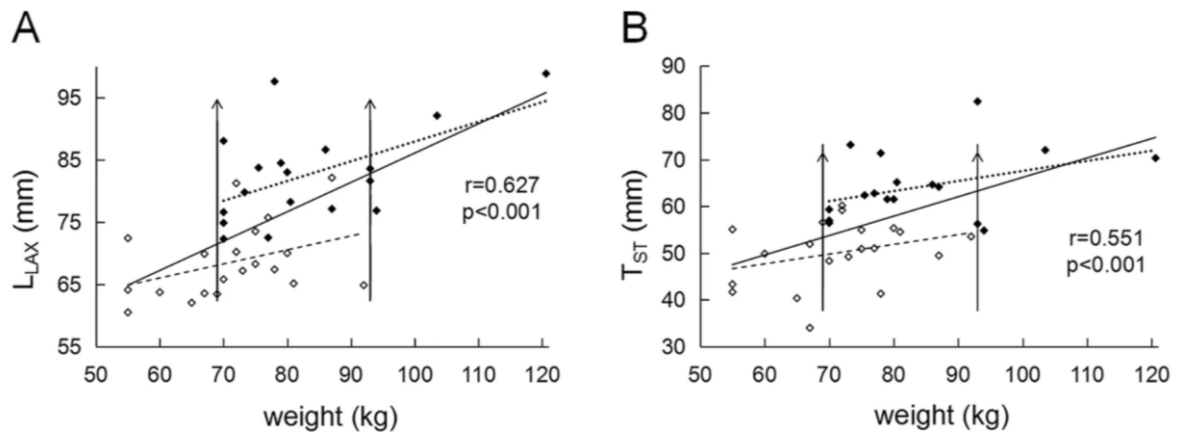 A
95
85
75
65
55
L_LAX (mm)
r=0.627
p<0.001
50 60 70 80 90 100 110 120
weight (kg)
B
90
80
70
60
50
40
30
T_ST (mm)
r=0.551
p<0.001
50 60 70 80 90 100 110 120
weight (kg)